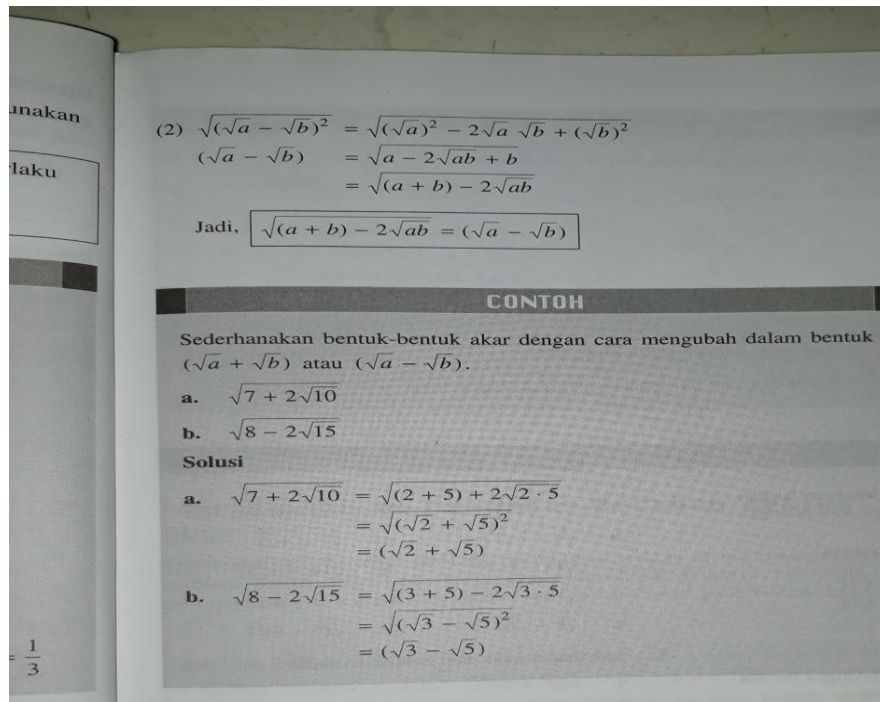 unakan
laku
= 1/3
(2) √((√a − √b)²) = √((√a)² − 2√a √b + (√b)²)
(√a − √b) = √(a − 2√(ab) + b)
= √((a + b) − 2√(ab))
Jadi, √((a + b) − 2√(ab)) = (√a − √b)
CONTOH
Sederhanakan bentuk-bentuk akar dengan cara mengubah dalam bentuk
(√a + √b) atau (√a − √b).
a. √(7 + 2√10)
b. √(8 − 2√15)
Solusi
a. √(7 + 2√10) = √((2 + 5) + 2√(2 · 5))
= √((√2 + √5)²)
= (√2 + √5)
b. √(8 − 2√15) = √((3 + 5) − 2√(3 · 5))
= √((√3 − √5)²)
= (√3 − √5)